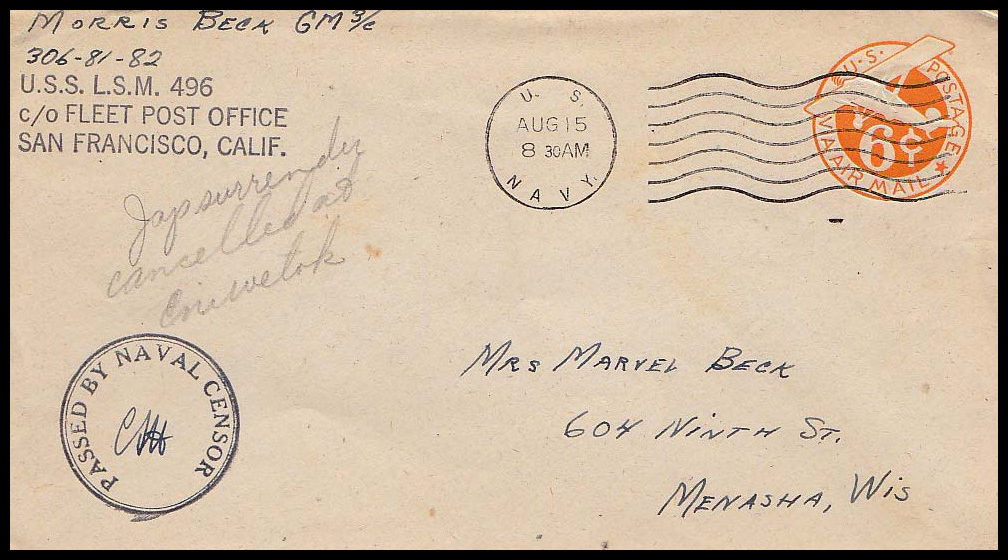 Morris Beck GM 3/c
306-81-82
U.S.S. L.S.M. 496
c/o FLEET POST OFFICE
SAN FRANCISCO, CALIF.
U. S.
AUG 15
8 30AM
NAVY.
U.S. POSTAGE
6¢
VIA AIR MAIL
Jap surrender
cancelled at
Eniwetok
PASSED BY NAVAL CENSOR
Mrs Marvel Beck
604 Ninth St.
Menasha, Wis